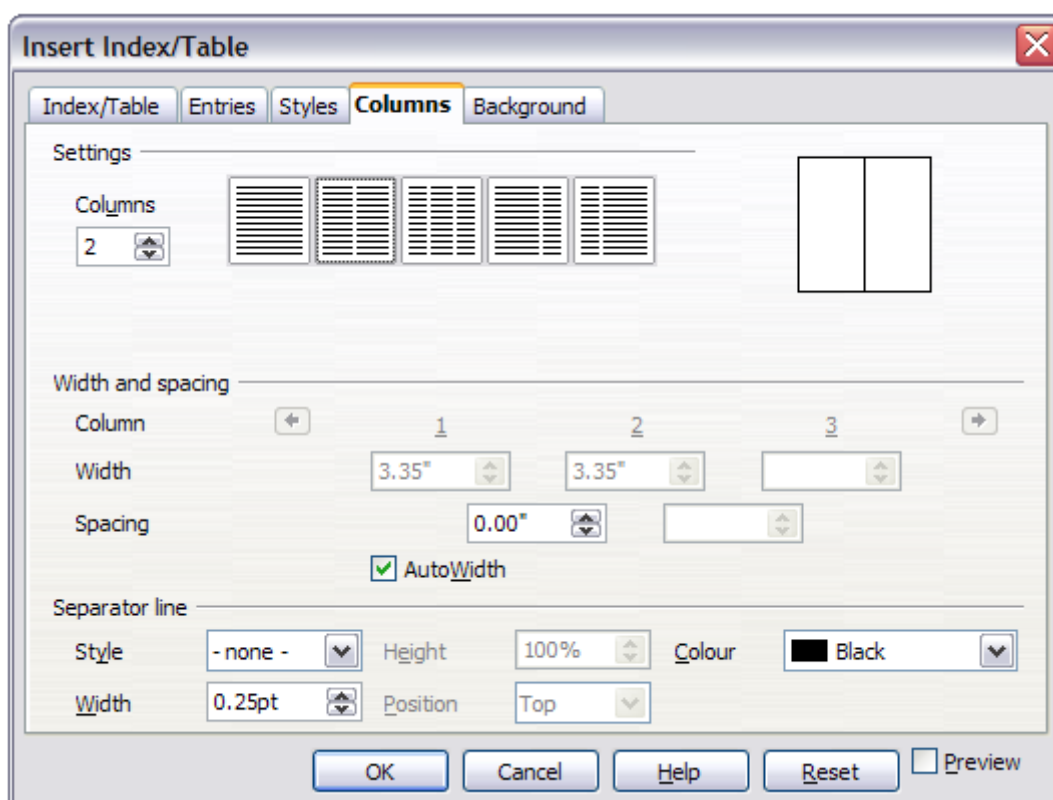 Insert Index/Table
Index/Table Entries Styles Columns Background
Settings
Columns
2
Width and spacing
Column 1 2 3
Width 3.35" 3.35"
Spacing 0.00"
AutoWidth
Separator line
Style - none - Height 100% Colour Black
Width 0.25pt Position Top
OK Cancel Help Reset Preview